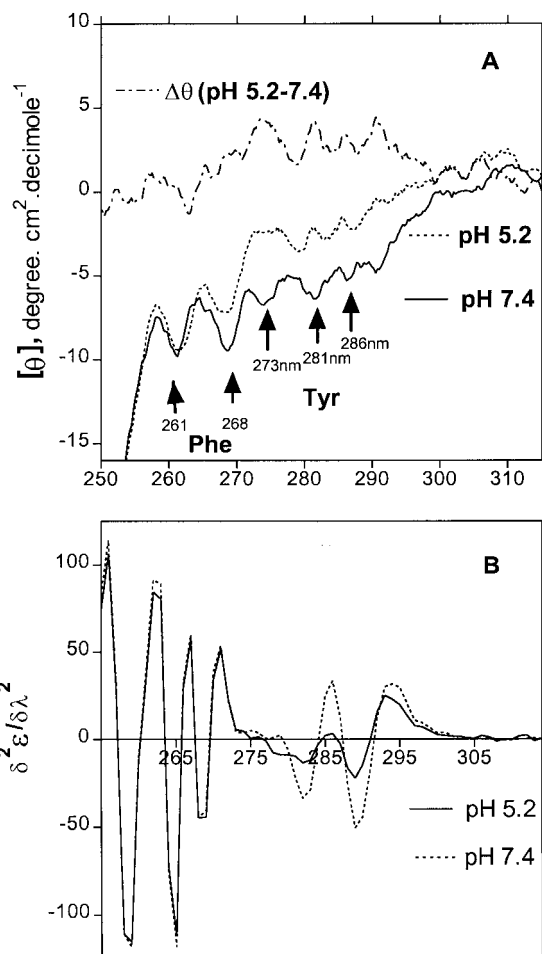 10
A
Δθ (pH 5.2-7.4)
5
0
pH 5.2
-5
pH 7.4
[θ], degree. cm² .decimole⁻¹
-10
273nm
281nm
286nm
Tyr
261
268
Phe
-15
250 260 270 280 290 300 310
100
B
50
δ² ε/δλ²
0
265 275 285 295 305
pH 5.2
-50
pH 7.4
-100